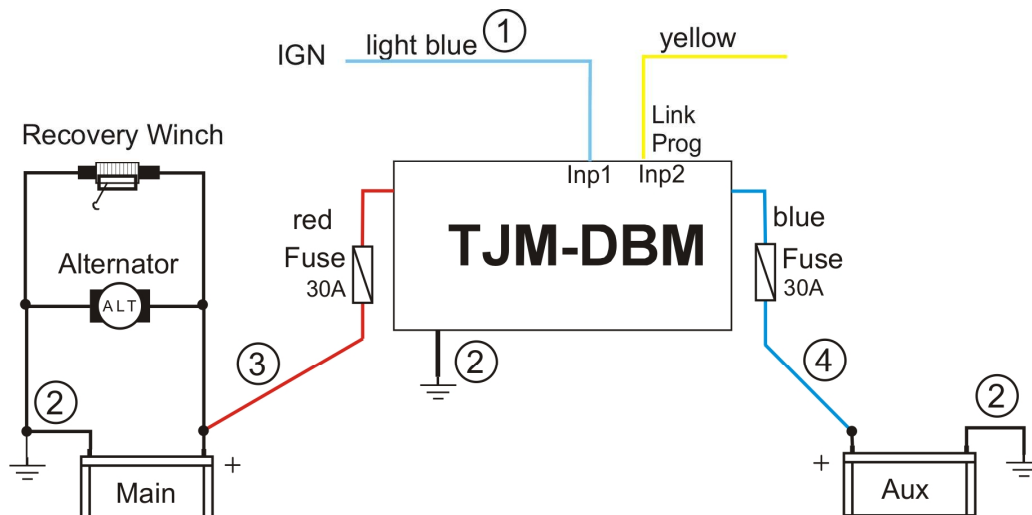 IGN
light blue
1
yellow
Recovery Winch
Link
Prog
Inp1
Inp2
red
Fuse
30A
TJM-DBM
blue
Fuse
30A
Alternator
ALT
3
2
4
2
2
+
Main
+
Aux